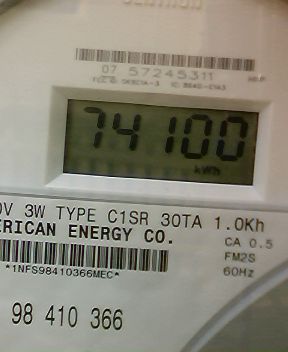 CENTRON
07 57245311
74100
kWh
0V 3W TYPE C1SR 30TA 1.0Kh
ERICAN ENERGY CO.
CA 0.5
FM2S
60Hz
*1NFS98410366MEC*
98 410 366